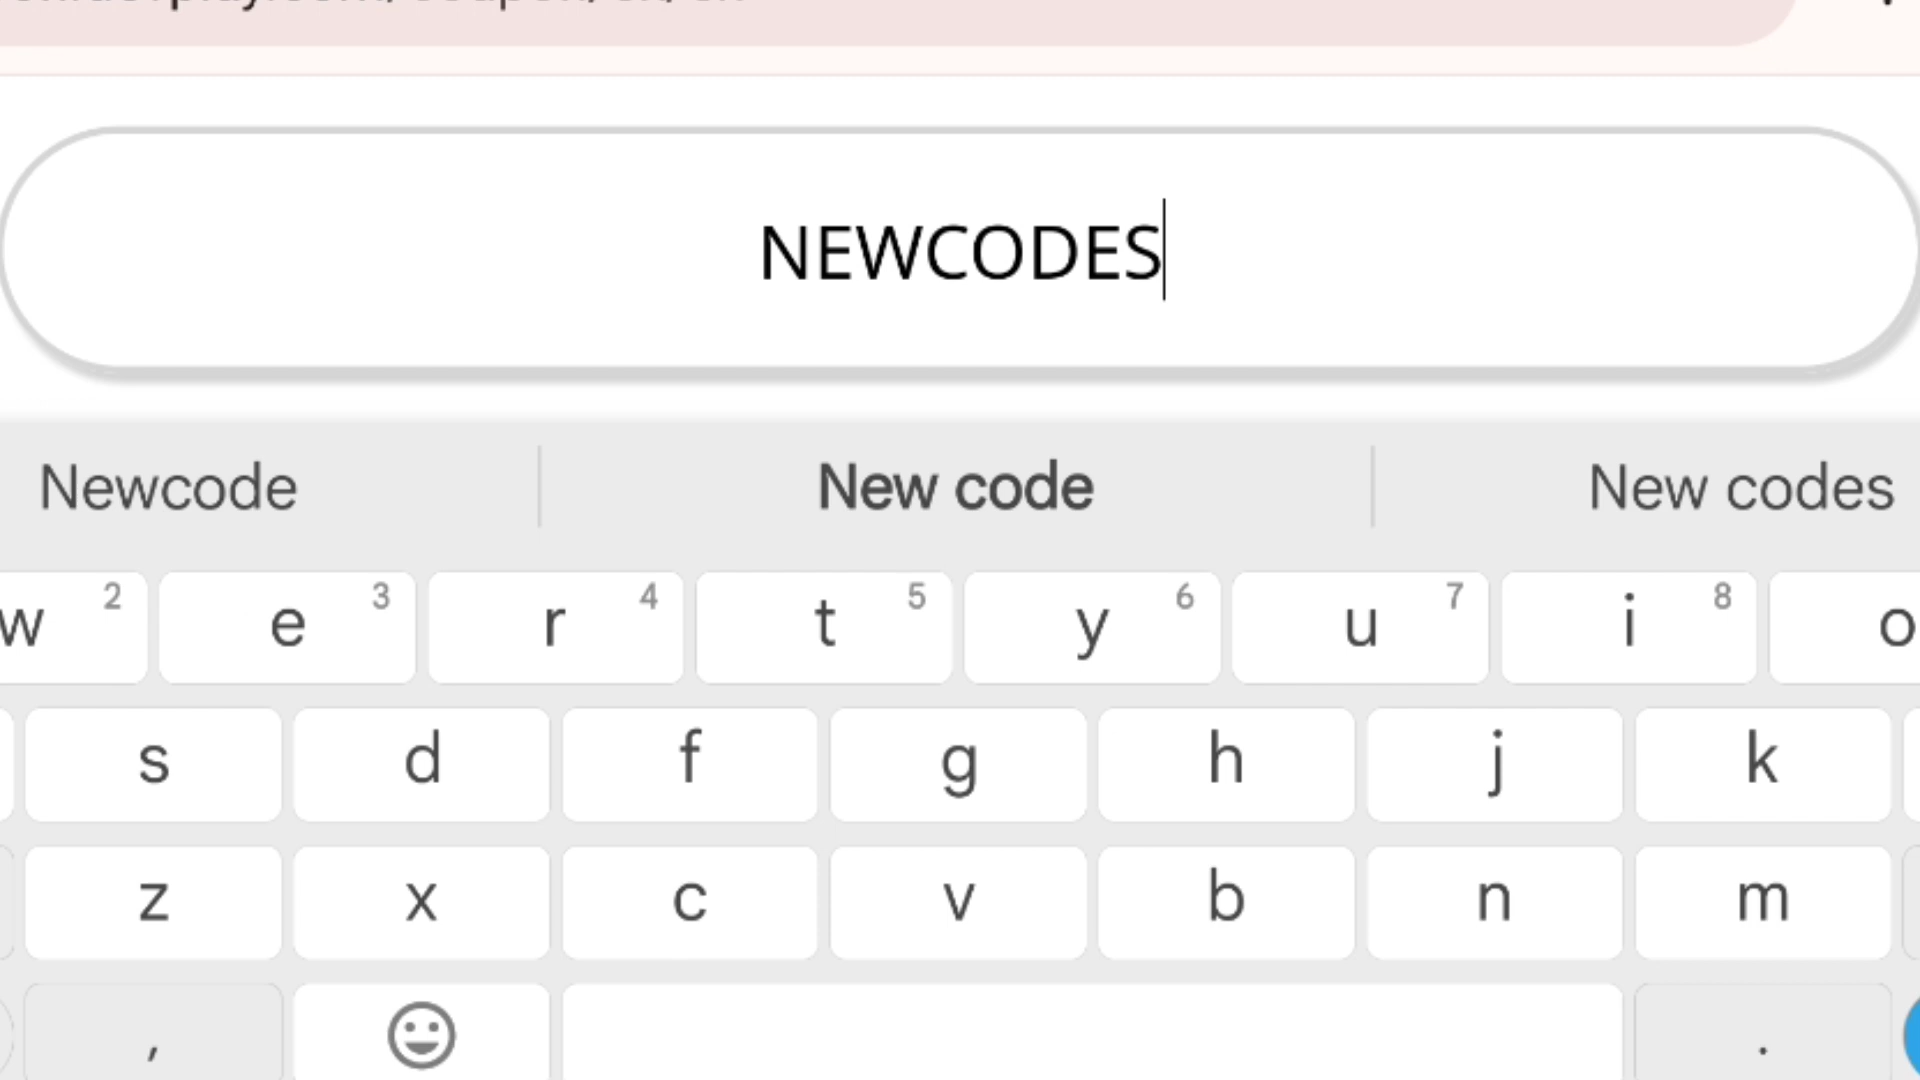 NEWCODES
Newcode New code New codes
w 2 e 3 r 4 t 5 y 6 u 7 i 8 o
s d f g h j k
z x c v b n m
, .